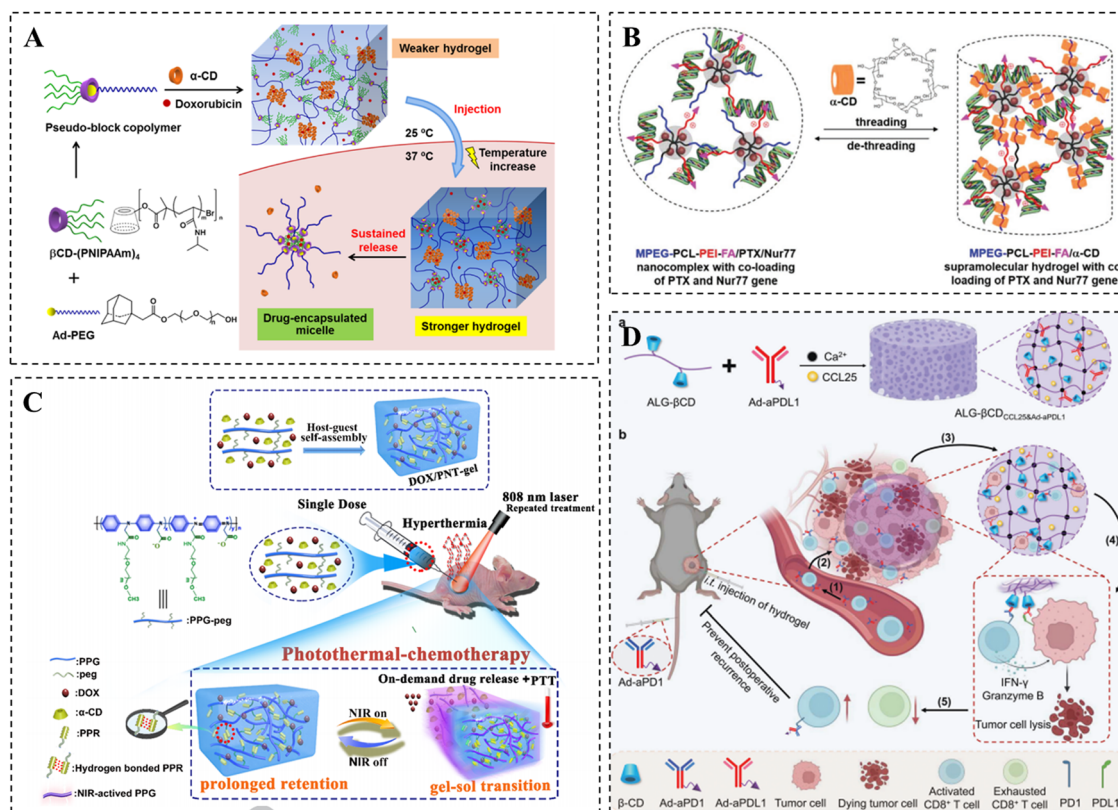 A
α-CD
Doxorubicin
Pseudo-block copolymer
Weaker hydrogel
Injection
25 ºC
37 ºC
Temperature
increase
βCD-(PNIPAAm)4
+
Ad-PEG
Sustained
release
Drug-encapsulated
micelle
Stronger hydrogel
B
α-CD
threading
de-threading
MPEG-PCL-PEI-FA/PTX/Nur77
nanocomplex with co-loading
of PTX and Nur77 gene
MPEG-PCL-PEI-FA/α-CD
supramolecular hydrogel with co
loading of PTX and Nur77 gene
C
Host-guest
self-assembly
DOX/PNT-gel
Single Dose
808 nm laser
Repeated treatment
Hyperthermia
:PPG-peg
Photothermal-chemotherapy
:PPG
:peg
:DOX
:α-CD
:PPR
:Hydrogen bonded PPR
:NIR-actived PPG
On-demand drug release +PTT
NIR on
NIR off
prolonged retention
gel-sol transition
D
a
ALG-βCD
+
Ad-aPDL1
Ca2+
CCL25
ALG-βCDCCL25&Ad-aPDL1
b
(3)
(4)
(2)
(1)
i.t. injection of hydrogel
Ad-aPD1
Prevent postoperative
recurrence
IFN-γ
Granzyme B
Tumor cell lysis
(5)
β-CD
Ad-aPD1
Ad-aPDL1
Tumor cell
Dying tumor cell
Activated
CD8+ T cell
Exhausted
CD8+ T cell
PD1